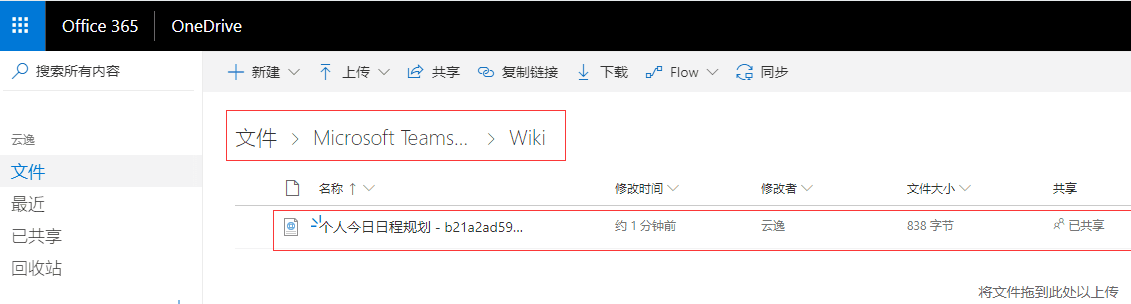 Office 365 OneDrive
搜索所有内容
新建 上传 共享 复制链接 下载 Flow 同步
云逸
文件
最近
已共享
回收站
文件 > Microsoft Teams... > Wiki
名称 ↑ 修改时间 修改者 文件大小 共享
个人今日日程规划 - b21a2ad59... 约 1 分钟前 云逸 838 字节 已共享
将文件拖到此处以上传